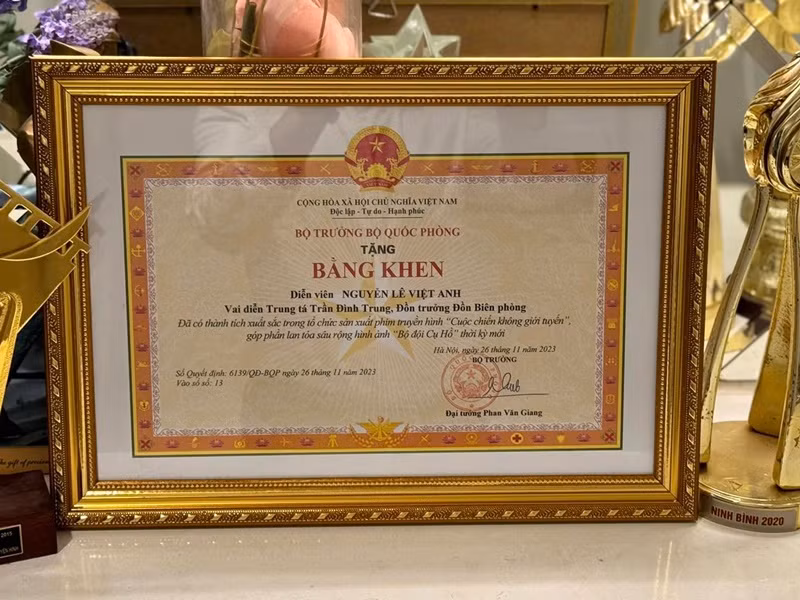 CỘNG HÒA XÃ HỘI CHỦ NGHĨA VIỆT NAM
Độc lập - Tự do - Hạnh phúc
BỘ TRƯỞNG BỘ QUỐC PHÒNG
TẶNG
BẰNG KHEN
Diễn viên NGUYỄN LÊ VIỆT ANH
Vai diễn Trung tá Trần Đình Trung, Đồn trưởng Đồn Biên phòng
Đã có thành tích xuất sắc trong tổ chức sản xuất phim truyền hình "Cuộc chiến không giới tuyến",
góp phần lan tỏa sâu rộng hình ảnh "Bộ đội Cụ Hồ" thời kỳ mới
Hà Nội, ngày 26 tháng 11 năm 2023
BỘ TRƯỞNG
Số Quyết định: 6139/QĐ-BQP ngày 26 tháng 11 năm 2023
Vào sổ số: 13
Đại tướng Phan Văn Giang
The gift of
2015
NINH BÌNH 2020